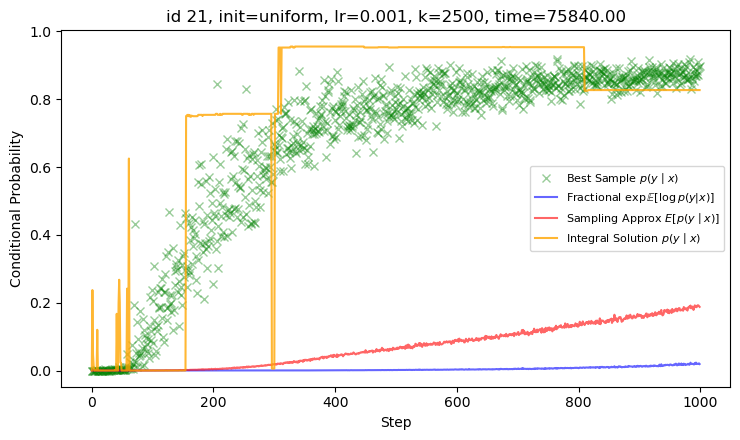 id 21, init=uniform, lr=0.001, k=2500, time=75840.00
Conditional Probability
1.0
0.8
0.6
0.4
0.2
0.0
Best Sample p(y | x)
Fractional exp 𝔼[log p(y|x)]
Sampling Approx E[p(y | x)]
Integral Solution p(y | x)
0 200 400 600 800 1000
Step